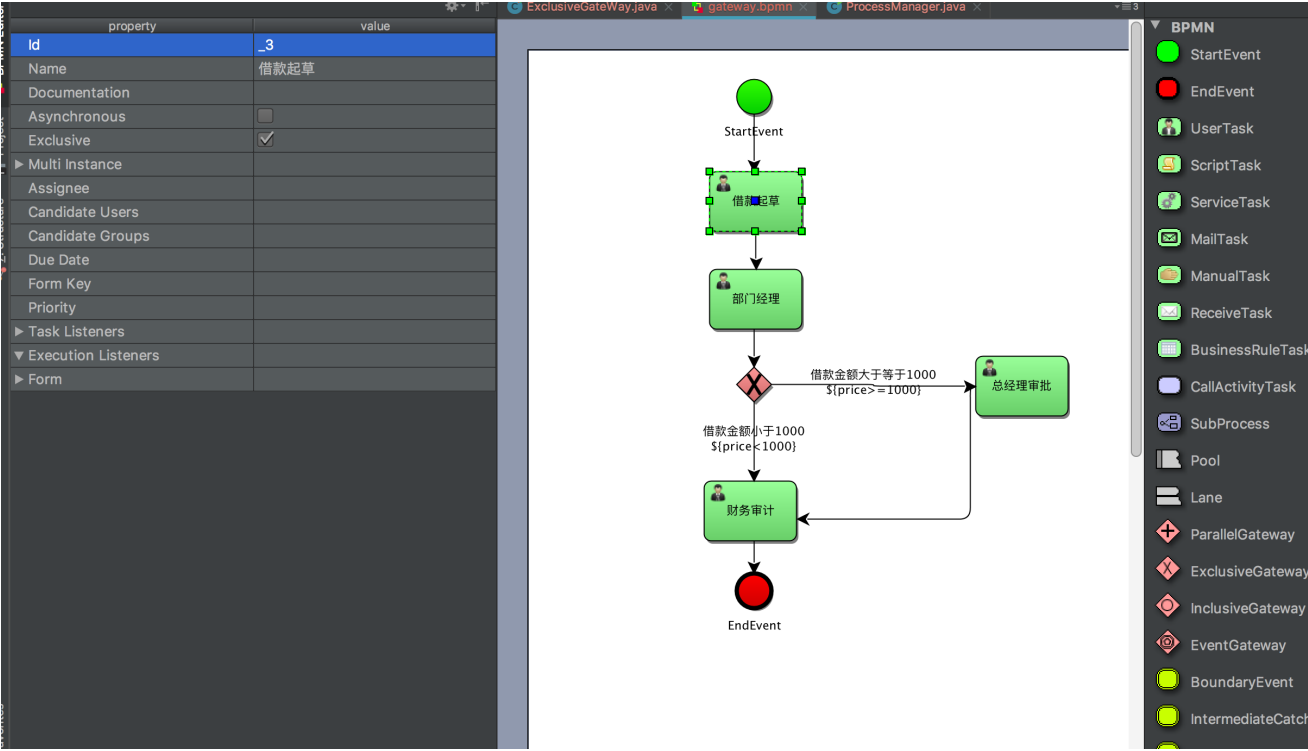 ExclusiveGateWay.java
gateway.bpmn
ProcessManager.java
3
property value
Id _3
Name 借款起草
Documentation
Asynchronous
Exclusive
Multi Instance
Assignee
Candidate Users
Candidate Groups
Due Date
Form Key
Priority
Task Listeners
Execution Listeners
Form
StartEvent
借款起草
部门经理
借款金额大于等于1000
${price>=1000}
总经理审批
借款金额小于1000
${price<1000}
财务审计
EndEvent
BPMN
StartEvent
EndEvent
UserTask
ScriptTask
ServiceTask
MailTask
ManualTask
ReceiveTask
BusinessRuleTask
CallActivityTask
SubProcess
Pool
Lane
ParallelGateway
ExclusiveGateway
InclusiveGateway
EventGateway
BoundaryEvent
IntermediateCatch